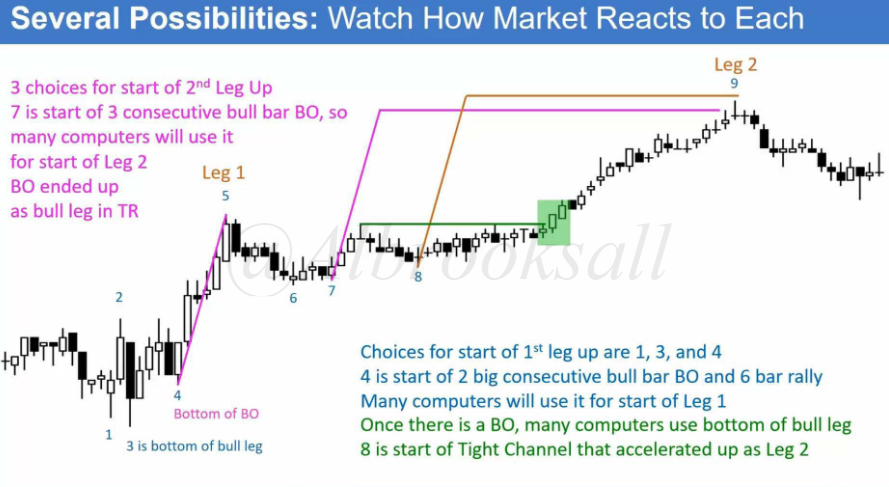 Several Possibilities: Watch How Market Reacts to Each
3 choices for start of 2nd Leg Up
7 is start of 3 consecutive bull bar BO, so
many computers will use it
for start of Leg 2
BO ended up
as bull leg in TR
Leg 1
5
Leg 2
9
2
6
7
8
4
Bottom of BO
1
3 is bottom of bull leg
@Albrooksall
Choices for start of 1st leg up are 1, 3, and 4
4 is start of 2 big consecutive bull bar BO and 6 bar rally
Many computers will use it for start of Leg 1
Once there is a BO, many computers use bottom of bull leg
8 is start of Tight Channel that accelerated up as Leg 2